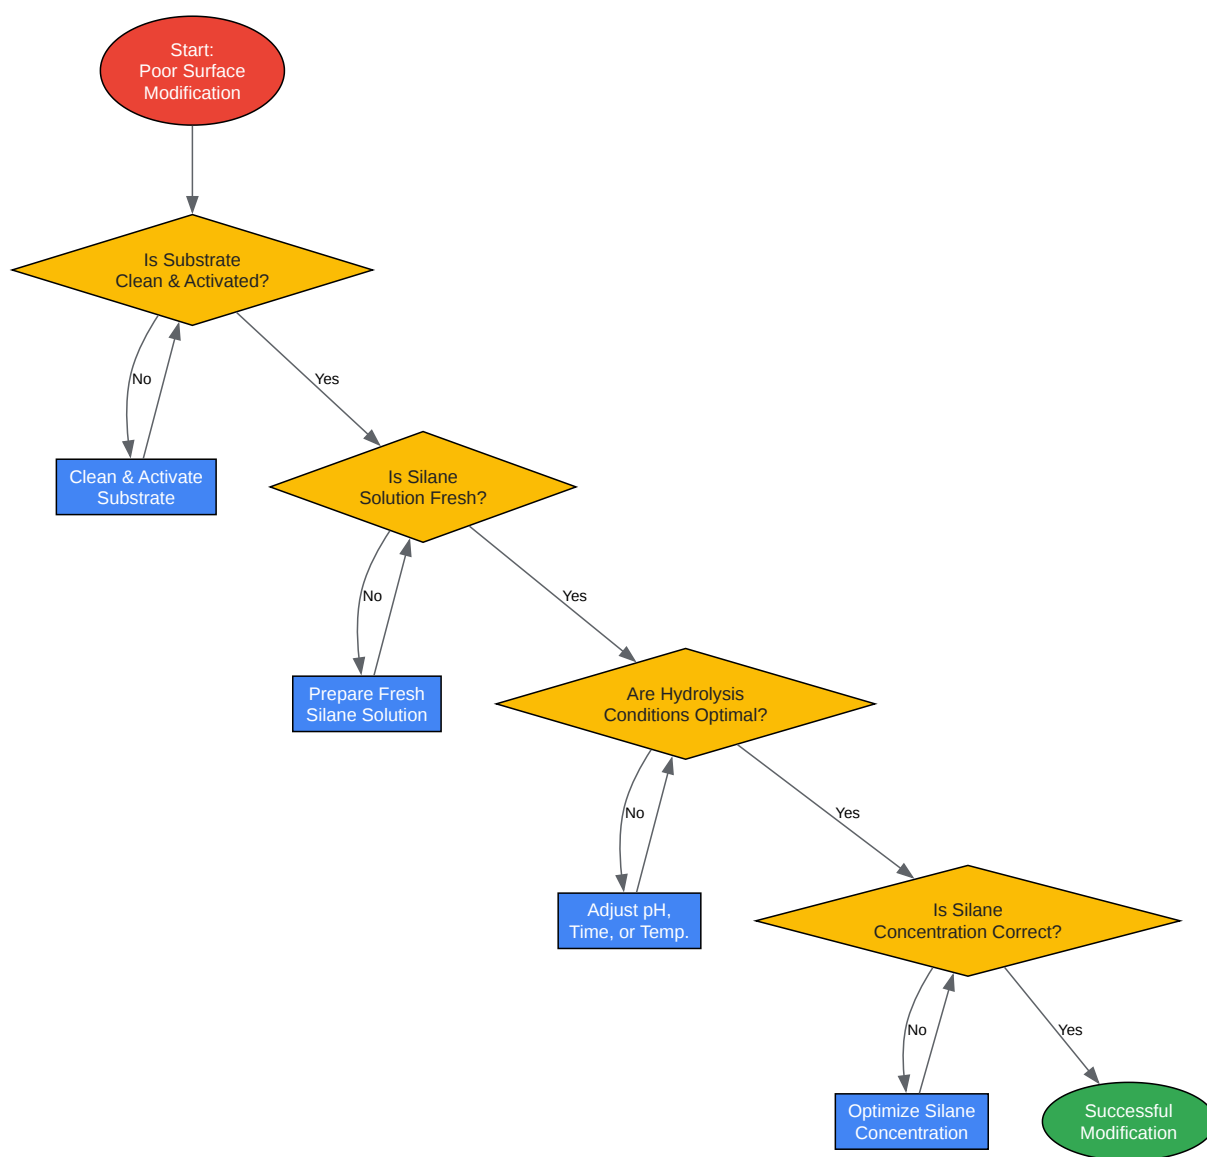 Start:
Poor Surface
Modification
Is Substrate
Clean & Activated?
No
Yes
Clean & Activate
Substrate
Is Silane
Solution Fresh?
No
Yes
Prepare Fresh
Silane Solution
Are Hydrolysis
Conditions Optimal?
No
Yes
Adjust pH,
Time, or Temp.
Is Silane
Concentration Correct?
No
Yes
Optimize Silane
Concentration
Successful
Modification